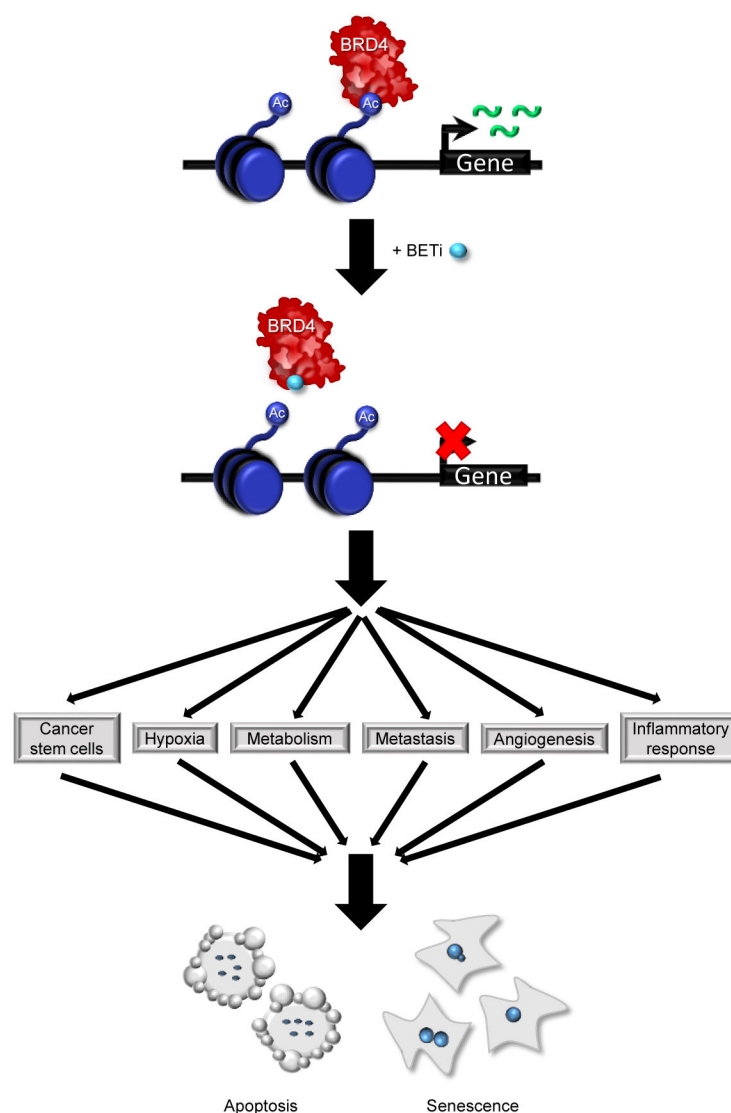 BRD4
Ac
Ac
Gene
+ BETi
BRD4
Ac
Ac
Gene
Cancer
stem cells
Hypoxia
Metabolism
Metastasis
Angiogenesis
Inflammatory
response
Apoptosis
Senescence